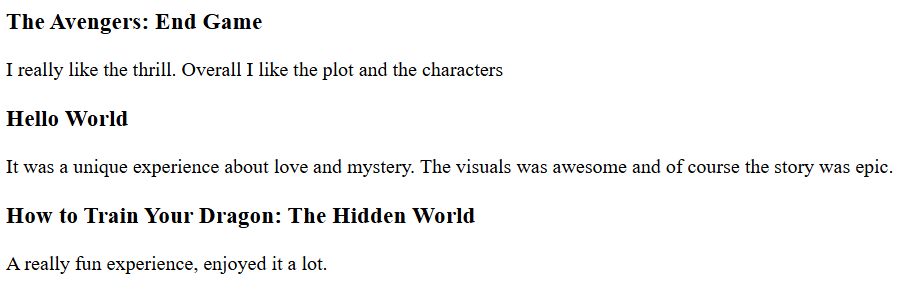 The Avengers: End Game
I really like the thrill. Overall I like the plot and the characters
Hello World
It was a unique experience about love and mystery. The visuals was awesome and of course the story was epic.
How to Train Your Dragon: The Hidden World
A really fun experience, enjoyed it a lot.